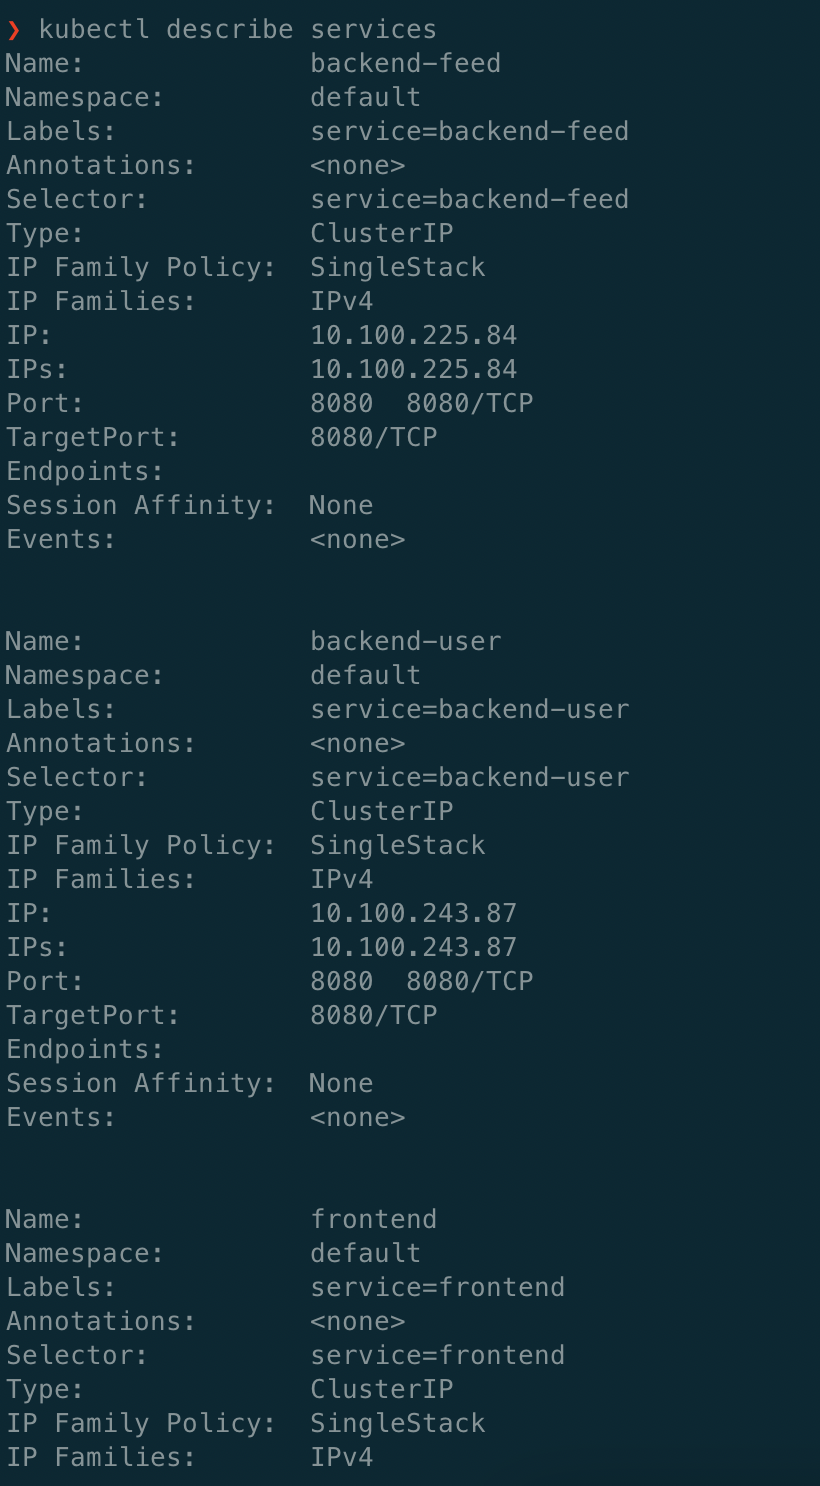 ❯ kubectl describe services
Name:              backend-feed
Namespace:         default
Labels:            service=backend-feed
Annotations:       <none>
Selector:          service=backend-feed
Type:              ClusterIP
IP Family Policy:  SingleStack
IP Families:       IPv4
IP:                10.100.225.84
IPs:               10.100.225.84
Port:              8080  8080/TCP
TargetPort:        8080/TCP
Endpoints:
Session Affinity:  None
Events:            <none>
Name:              backend-user
Namespace:         default
Labels:            service=backend-user
Annotations:       <none>
Selector:          service=backend-user
Type:              ClusterIP
IP Family Policy:  SingleStack
IP Families:       IPv4
IP:                10.100.243.87
IPs:               10.100.243.87
Port:              8080  8080/TCP
TargetPort:        8080/TCP
Endpoints:
Session Affinity:  None
Events:            <none>
Name:              frontend
Namespace:         default
Labels:            service=frontend
Annotations:       <none>
Selector:          service=frontend
Type:              ClusterIP
IP Family Policy:  SingleStack
IP Families:       IPv4